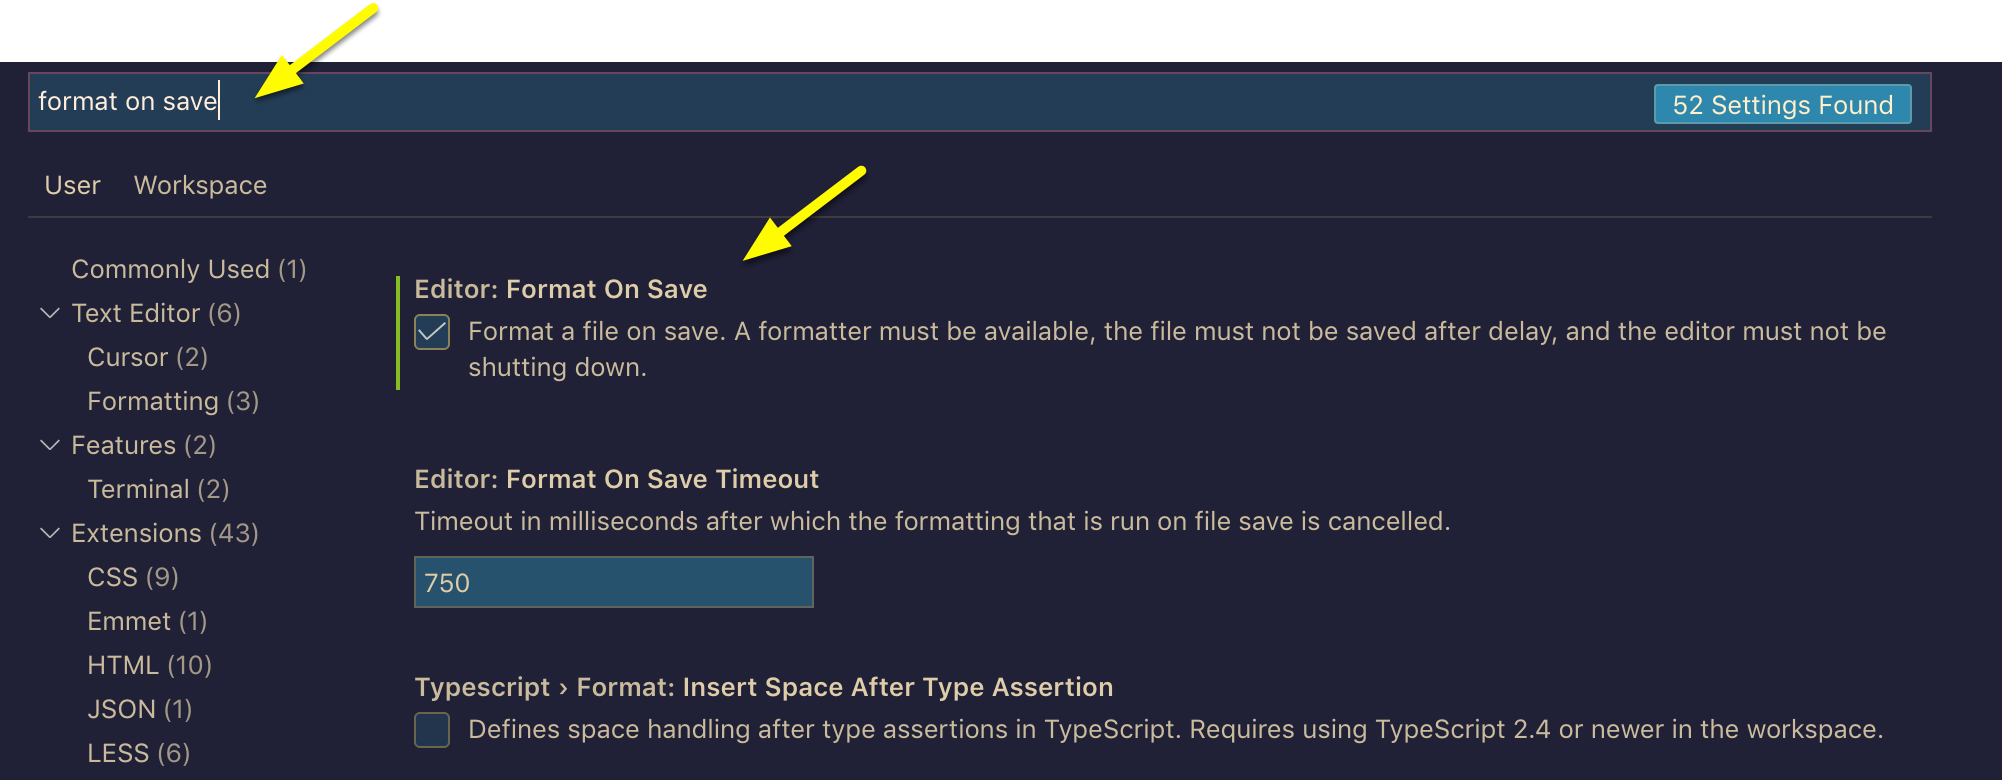 format on save
52 Settings Found
User
Workspace
Commonly Used (1)
Text Editor (6)
Cursor (2)
Formatting (3)
Features (2)
Terminal (2)
Extensions (43)
CSS (9)
Emmet (1)
HTML (10)
JSON (1)
LESS (6)
Editor: Format On Save
Format a file on save. A formatter must be available, the file must not be saved after delay, and the editor must not be
shutting down.
Editor: Format On Save Timeout
Timeout in milliseconds after which the formatting that is run on file save is cancelled.
750
Typescript › Format: Insert Space After Type Assertion
Defines space handling after type assertions in TypeScript. Requires using TypeScript 2.4 or newer in the workspace.